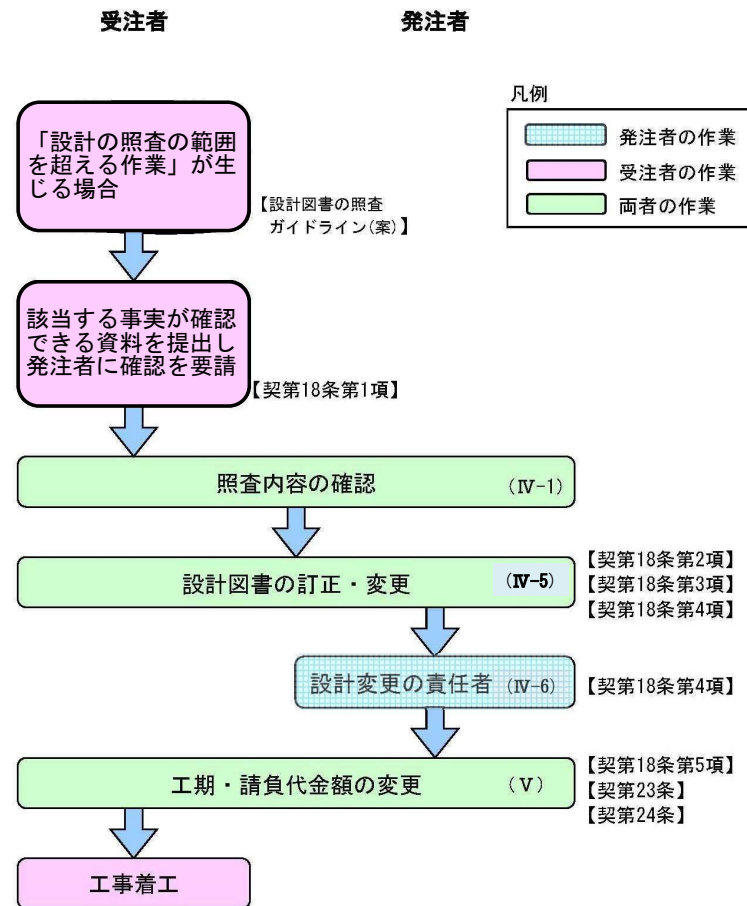 受注者
発注者
凡例
発注者の作業
受注者の作業
両者の作業
「設計の照査の範囲
を超える作業」が生
じる場合
【設計図書の照査
ガイドライン(案)】
該当する事実が確認
できる資料を提出し
発注者に確認を要請
【契第18条第1項】
照査内容の確認 (Ⅳ-1)
設計図書の訂正・変更 (Ⅳ-5)
【契第18条第2項】
【契第18条第3項】
【契第18条第4項】
設計変更の責任者 (Ⅳ-6)
【契第18条第4項】
工期・請負代金額の変更 (Ⅴ)
【契第18条第5項】
【契第23条】
【契第24条】
工事着工